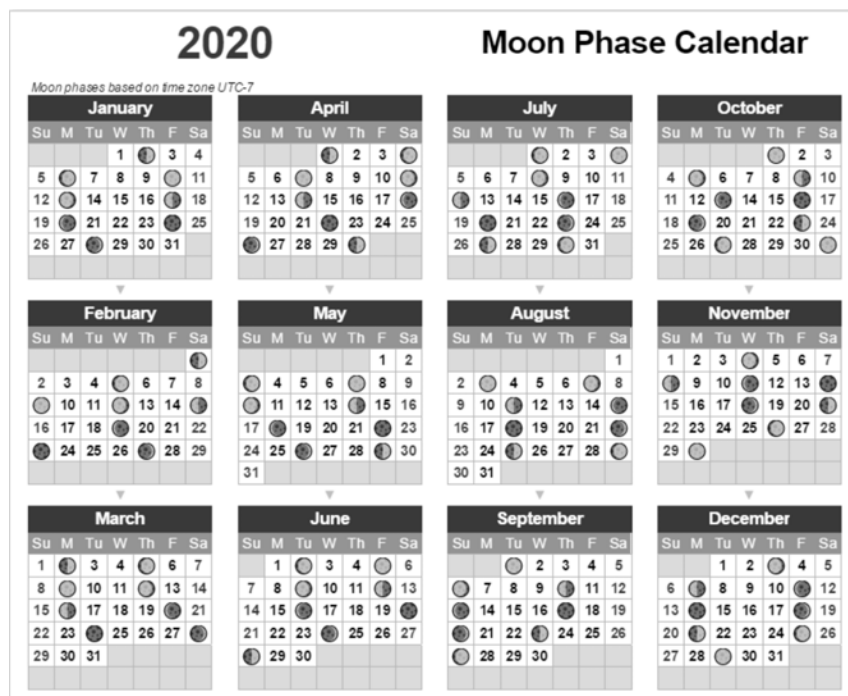 2020
Moon Phase Calendar
Moon phases based on time zone UTC-7
January
Su M Tu W Th F Sa
1 3 4
5 7 8 9 11
12 14 15 16 18
19 21 22 23 25
26 27 29 30 31
February
Su M Tu W Th F Sa
2 3 4 6 7 8
10 11 13 14
16 17 18 20 21 22
24 25 26 28 29
March
Su M Tu W Th F Sa
1 3 4 6 7
8 10 11 13 14
15 17 18 19 21
22 23 25 26 27
29 30 31
April
Su M Tu W Th F Sa
2 3
5 6 8 9 10
12 13 15 16 17
19 20 21 23 24 25
27 28 29
May
Su M Tu W Th F Sa
1 2
4 5 6 8 9
11 12 13 15 16
17 19 20 21 23
24 25 27 28 30
31
June
Su M Tu W Th F Sa
1 3 4 6
7 8 10 11 13
14 15 17 18 19
21 22 23 25 26 27
29 30
July
Su M Tu W Th F Sa
2 3
5 6 7 9 10 11
13 14 15 17 18
19 21 22 24 25
26 28 29 31
August
Su M Tu W Th F Sa
1
2 4 5 6 8
9 10 12 13 14
16 17 19 20 21
23 24 26 27 28
30 31
September
Su M Tu W Th F Sa
2 3 4 5
7 8 9 11 12
14 15 16 18 19
21 22 24 25 26
28 29 30
October
Su M Tu W Th F Sa
2 3
4 6 7 8 10
11 12 14 15 17
18 20 21 22 24
25 26 28 29 30
November
Su M Tu W Th F Sa
1 2 3 5 6 7
9 10 12 13
15 16 17 19 20
22 23 24 25 27 28
29
December
Su M Tu W Th F Sa
1 2 4 5
6 8 9 10 12
13 15 16 17 19
20 22 23 24 26
27 28 30 31